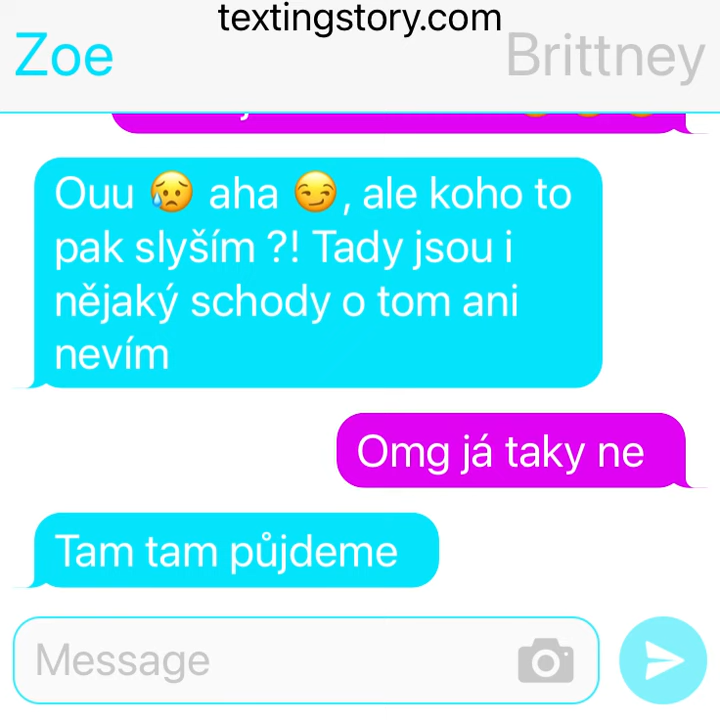 textingstory.com
Zoe
Brittney
Ouu 😥 aha 😏, ale koho to
pak slyším ?! Tady jsou i
nějaký schody o tom ani
nevím
Omg já taky ne
Tam tam půjdeme
Message